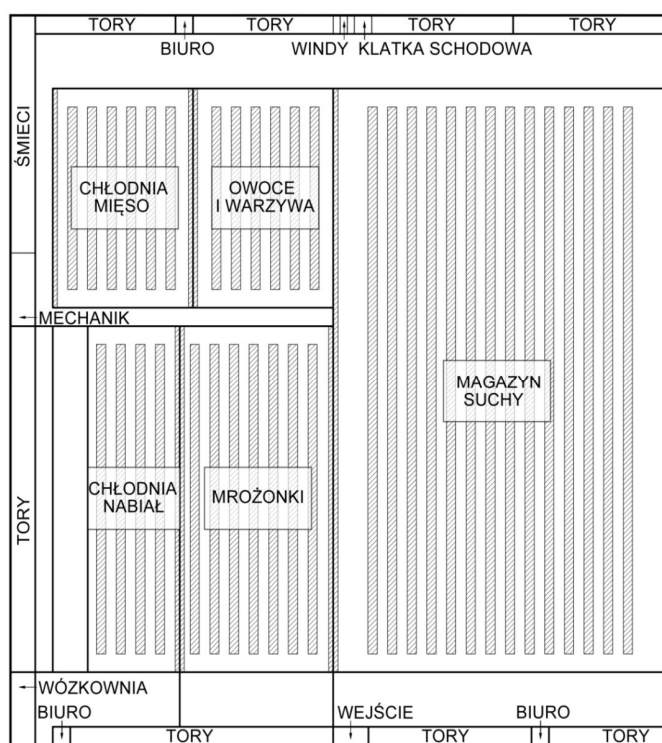 TORY
TORY
TORY
TORY
BIURO
WINDY
KLATKA SCHODOWA
ŚMIECI
CHŁODNIA
MIĘSO
OWOCE
I WARZYWA
MECHANIK
MAGAZYN
SUCHY
CHŁODNIA
NABIAŁ
MROŻONKI
TORY
WÓZKOWNIA
BIURO
WEJŚCIE
BIURO
TORY
TORY
TORY